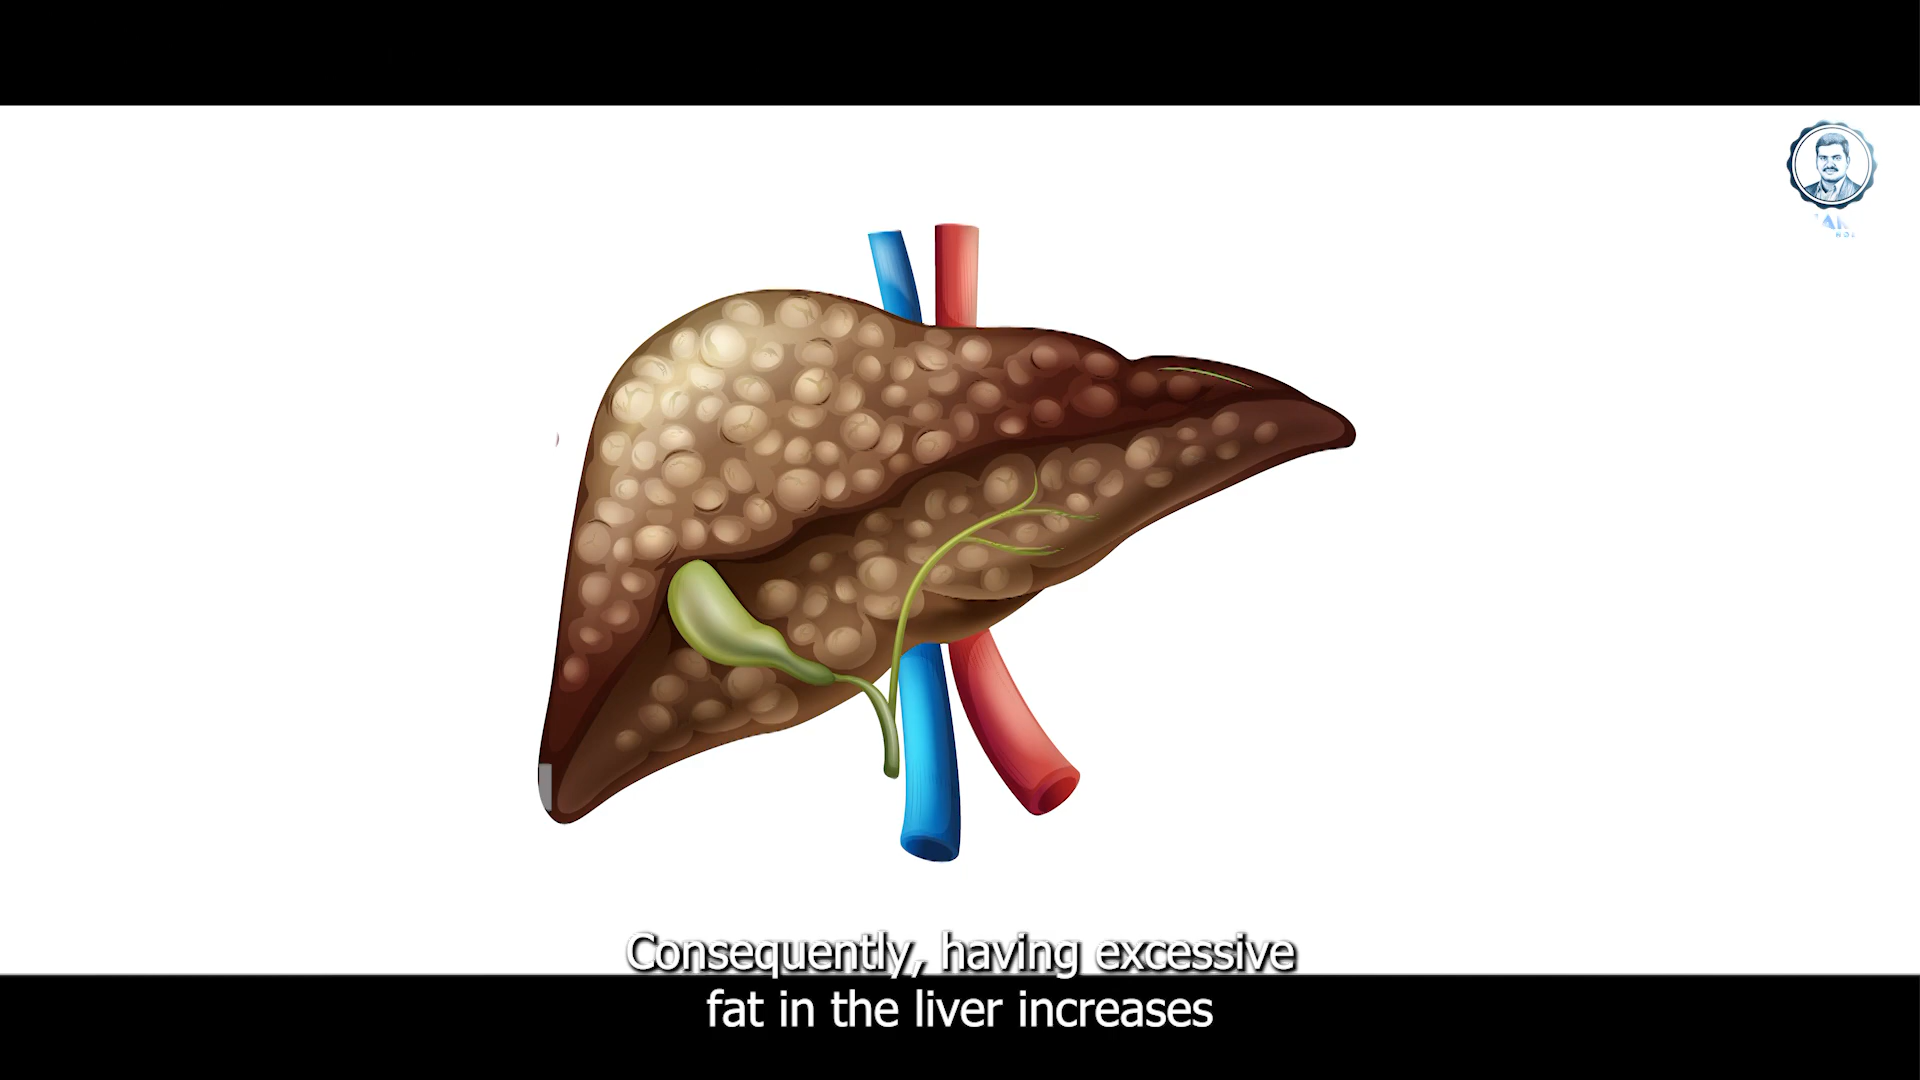 Consequently, having excessive
fat in the liver increases